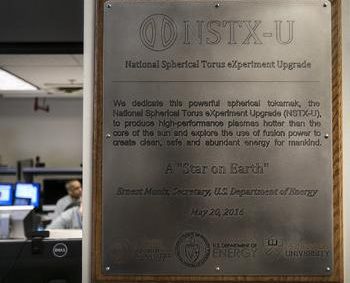 NSTX-U
National Spherical Torus eXperiment Upgrade
We dedicate this powerful spherical tokamak, the
National Spherical Torus eXperiment Upgrade (NSTX-U),
to produce high-performance plasmas hotter than the
core of the sun and explore the use of fusion power to
create clean, safe and abundant energy for mankind.
A "Star on Earth"
Ernest Moniz, Secretary, U.S. Department of Energy
May 20, 2016
U.S. DEPARTMENT OF
ENERGY
UNIVERSITY
DELL